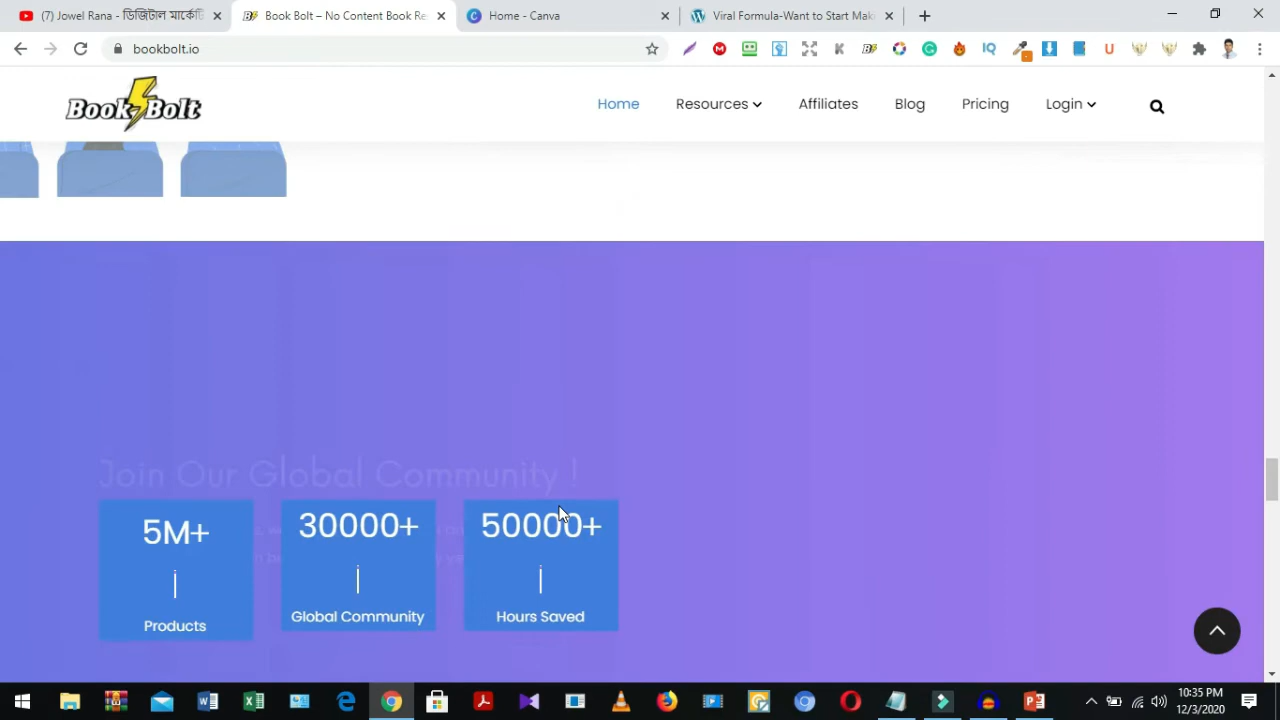 (7) Jowel Rana - ডিজিটাল মার্কেটি
Book Bolt – No Content Book Re
Home - Canva
Viral Formula-Want to Start Maki
bookbolt.io
Book Bolt
Home
Resources
Affiliates
Blog
Pricing
Login
Join Our Global Community !
5M+
30000+
50000+
Products
Global Community
Hours Saved
10:35 PM
12/3/2020